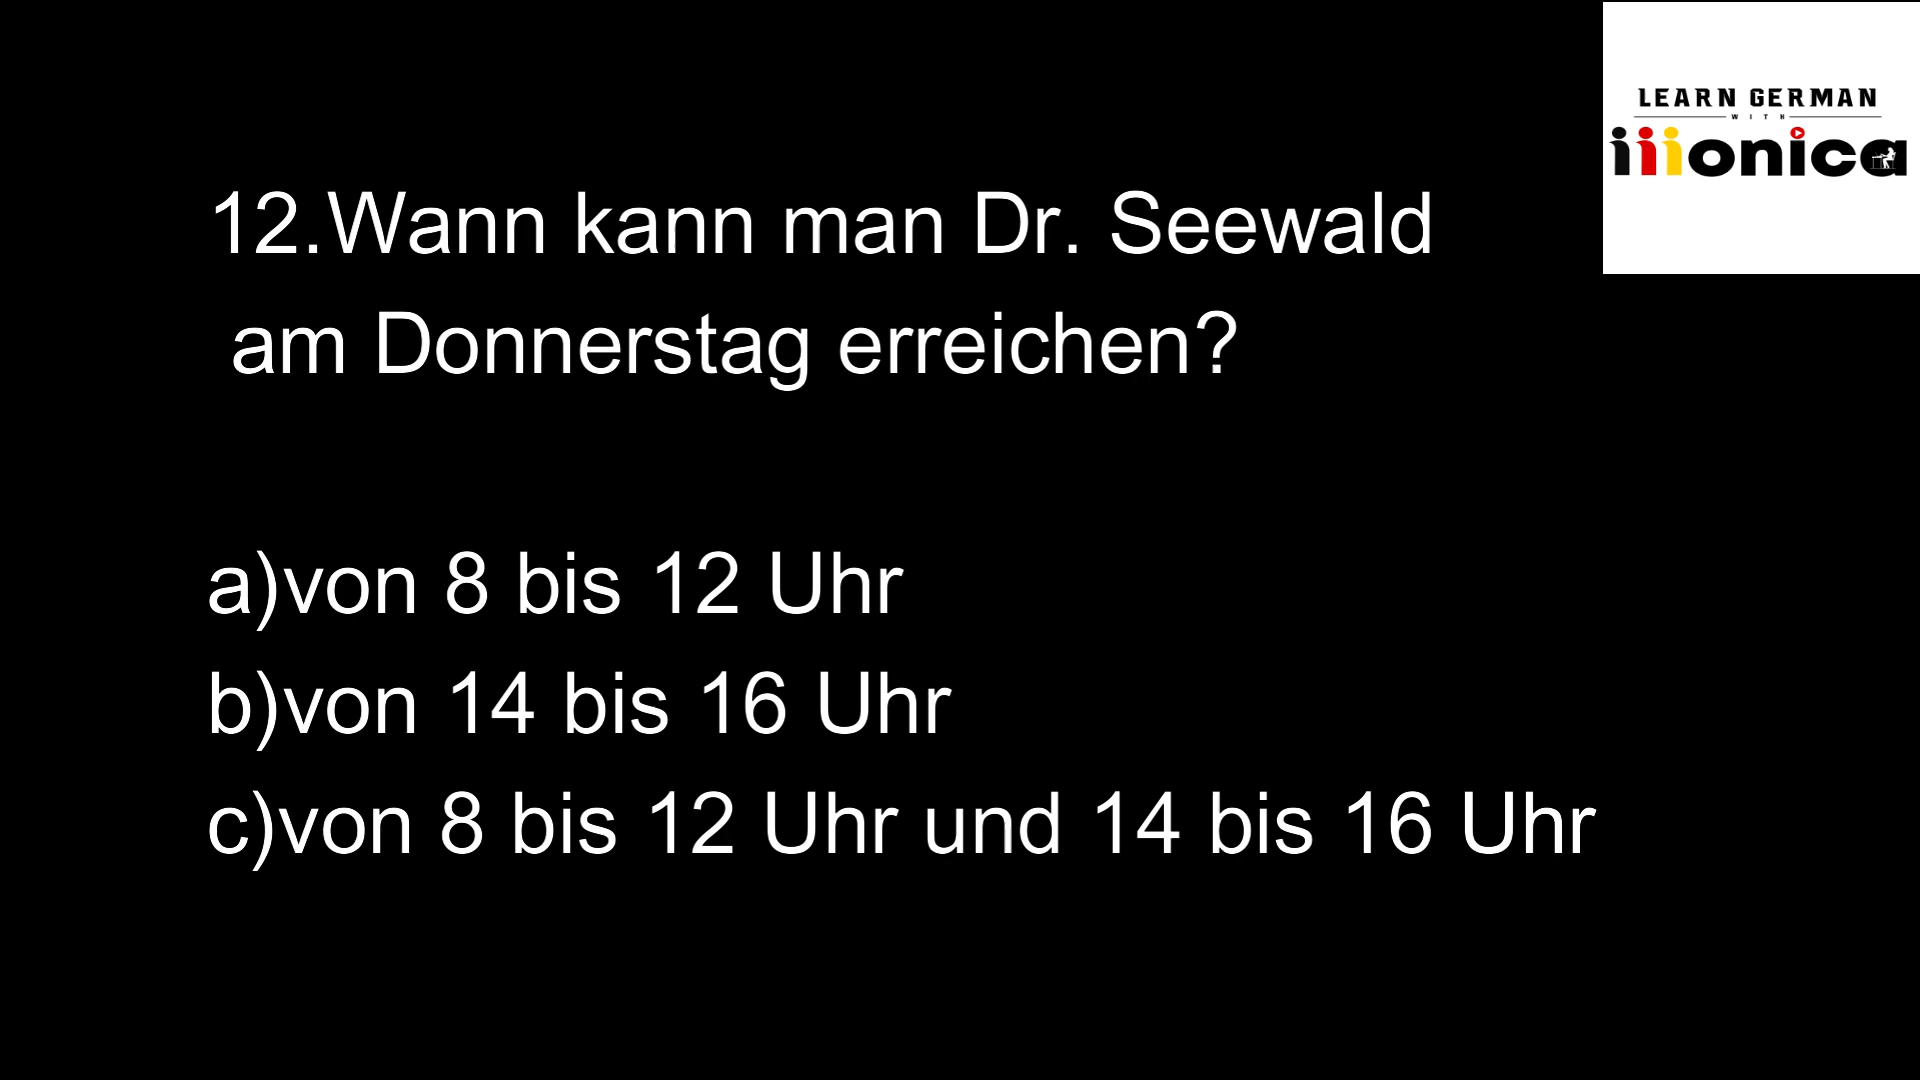 LEARN GERMAN
WITH
monica
12.Wann kann man Dr. Seewald
am Donnerstag erreichen?
a)von 8 bis 12 Uhr
b)von 14 bis 16 Uhr
c)von 8 bis 12 Uhr und 14 bis 16 Uhr